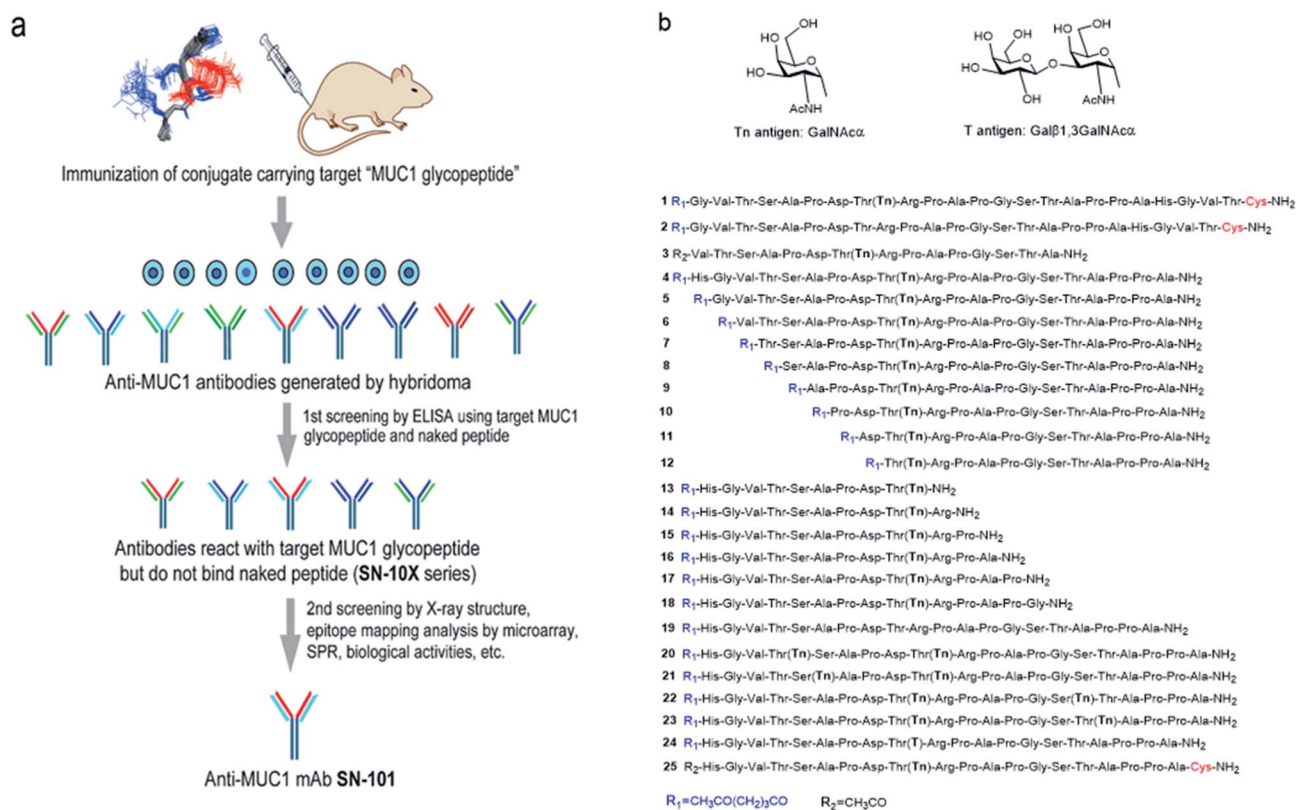 a
Immunization of conjugate carrying target “MUC1 glycopeptide”
Anti-MUC1 antibodies generated by hybridoma
1st screening by ELISA using target MUC1
glycopeptide and naked peptide
Antibodies react with target MUC1 glycopeptide
but do not bind naked peptide (SN-10X series)
2nd screening by X-ray structure,
epitope mapping analysis by microarray,
SPR, biological activities, etc.
Anti-MUC1 mAb SN-101
b
HO
OH
O
HO
AcNH
Tn antigen: GalNAcα
HO
OH
O
HO
OH
O
HO
OH
O
AcNH
T antigen: Galβ1,3GalNAcα
1 R₁-Gly-Val-Thr-Ser-Ala-Pro-Asp-Thr(Tn)-Arg-Pro-Ala-Pro-Gly-Ser-Thr-Ala-Pro-Pro-Ala-His-Gly-Val-Thr-Cys-NH₂
2 R₁-Gly-Val-Thr-Ser-Ala-Pro-Asp-Thr-Arg-Pro-Ala-Pro-Gly-Ser-Thr-Ala-Pro-Pro-Ala-His-Gly-Val-Thr-Cys-NH₂
3 R₂-Val-Thr-Ser-Ala-Pro-Asp-Thr(Tn)-Arg-Pro-Ala-Pro-Gly-Ser-Thr-Ala-NH₂
4 R₁-His-Gly-Val-Thr-Ser-Ala-Pro-Asp-Thr(Tn)-Arg-Pro-Ala-Pro-Gly-Ser-Thr-Ala-Pro-Pro-Ala-NH₂
5 R₁-Gly-Val-Thr-Ser-Ala-Pro-Asp-Thr(Tn)-Arg-Pro-Ala-Pro-Gly-Ser-Thr-Ala-Pro-Pro-Ala-NH₂
6 R₁-Val-Thr-Ser-Ala-Pro-Asp-Thr(Tn)-Arg-Pro-Ala-Pro-Gly-Ser-Thr-Ala-Pro-Pro-Ala-NH₂
7 R₁-Thr-Ser-Ala-Pro-Asp-Thr(Tn)-Arg-Pro-Ala-Pro-Gly-Ser-Thr-Ala-Pro-Pro-Ala-NH₂
8 R₁-Ser-Ala-Pro-Asp-Thr(Tn)-Arg-Pro-Ala-Pro-Gly-Ser-Thr-Ala-Pro-Pro-Ala-NH₂
9 R₁-Ala-Pro-Asp-Thr(Tn)-Arg-Pro-Ala-Pro-Gly-Ser-Thr-Ala-Pro-Pro-Ala-NH₂
10 R₁-Pro-Asp-Thr(Tn)-Arg-Pro-Ala-Pro-Gly-Ser-Thr-Ala-Pro-Pro-Ala-NH₂
11 R₁-Asp-Thr(Tn)-Arg-Pro-Ala-Pro-Gly-Ser-Thr-Ala-Pro-Pro-Ala-NH₂
12 R₁-Thr(Tn)-Arg-Pro-Ala-Pro-Gly-Ser-Thr-Ala-Pro-Pro-Ala-NH₂
13 R₁-His-Gly-Val-Thr-Ser-Ala-Pro-Asp-Thr(Tn)-NH₂
14 R₁-His-Gly-Val-Thr-Ser-Ala-Pro-Asp-Thr(Tn)-Arg-NH₂
15 R₁-His-Gly-Val-Thr-Ser-Ala-Pro-Asp-Thr(Tn)-Arg-Pro-NH₂
16 R₁-His-Gly-Val-Thr-Ser-Ala-Pro-Asp-Thr(Tn)-Arg-Pro-Ala-NH₂
17 R₁-His-Gly-Val-Thr-Ser-Ala-Pro-Asp-Thr(Tn)-Arg-Pro-Ala-Pro-NH₂
18 R₁-His-Gly-Val-Thr-Ser-Ala-Pro-Asp-Thr(Tn)-Arg-Pro-Ala-Pro-Gly-NH₂
19 R₁-His-Gly-Val-Thr-Ser-Ala-Pro-Asp-Thr-Arg-Pro-Ala-Pro-Gly-Ser-Thr-Ala-Pro-Pro-Ala-NH₂
20 R₁-His-Gly-Val-Thr(Tn)-Ser-Ala-Pro-Asp-Thr(Tn)-Arg-Pro-Ala-Pro-Gly-Ser-Thr-Ala-Pro-Pro-Ala-NH₂
21 R₁-His-Gly-Val-Thr-Ser(Tn)-Ala-Pro-Asp-Thr(Tn)-Arg-Pro-Ala-Pro-Gly-Ser-Thr-Ala-Pro-Pro-Ala-NH₂
22 R₁-His-Gly-Val-Thr-Ser-Ala-Pro-Asp-Thr(Tn)-Arg-Pro-Ala-Pro-Gly-Ser(Tn)-Thr-Ala-Pro-Pro-Ala-NH₂
23 R₁-His-Gly-Val-Thr-Ser-Ala-Pro-Asp-Thr(Tn)-Arg-Pro-Ala-Pro-Gly-Ser-Thr(Tn)-Ala-Pro-Pro-Ala-NH₂
24 R₁-His-Gly-Val-Thr-Ser-Ala-Pro-Asp-Thr(T)-Arg-Pro-Ala-Pro-Gly-Ser-Thr-Ala-Pro-Pro-Ala-NH₂
25 R₂-His-Gly-Val-Thr-Ser-Ala-Pro-Asp-Thr(Tn)-Arg-Pro-Ala-Pro-Gly-Ser-Thr-Ala-Pro-Pro-Ala-Cys-NH₂
R₁=CH₃CO(CH₂)₃CO R₂=CH₃CO